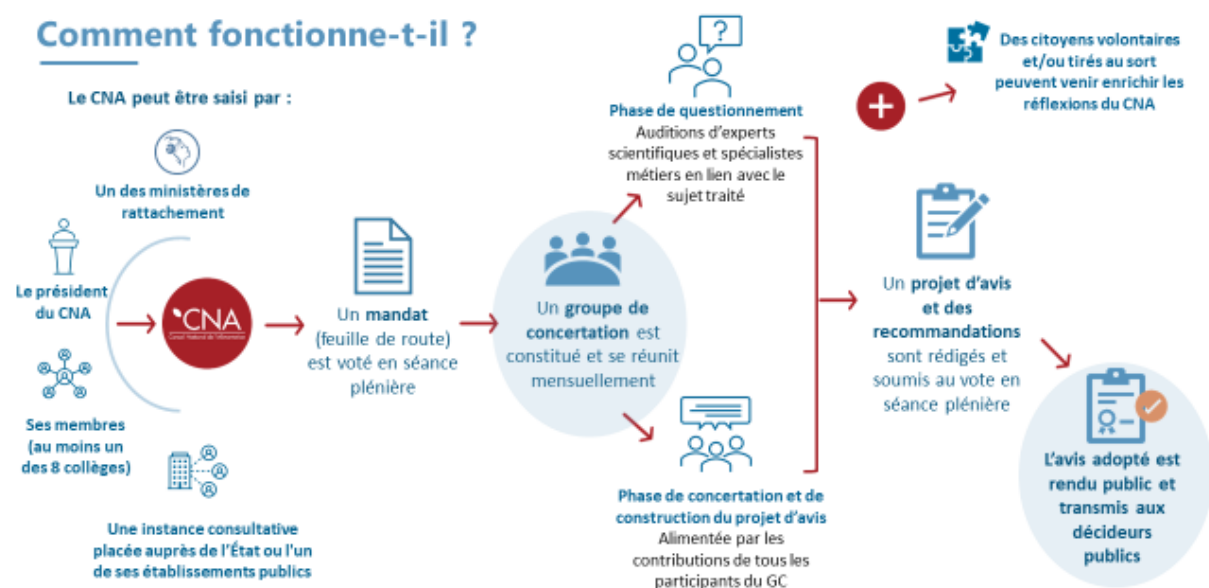 Comment fonctionne-t-il ?
Le CNA peut être saisi par :
Un des ministères de
rattachement
Le président
du CNA
Ses membres
(au moins un
des 8 collèges)
Une instance consultative
placée auprès de l'État ou l'un
de ses établissements publics
CNA
Conseil National de l'Alimentation
Un mandat
(feuille de route)
est voté en séance
plénière
Un groupe de
concertation est
constitué et se réunit
mensuellement
?
Phase de questionnement
Auditions d'experts
scientifiques et spécialistes
métiers en lien avec le
sujet traité
Phase de concertation et de
construction du projet d'avis
Alimentée par les
contributions de tous les
participants du GC
+
Des citoyens volontaires
et/ou tirés au sort
peuvent venir enrichir les
réflexions du CNA
Un projet d'avis
et des
recommandations
sont rédigés et
soumis au vote en
séance plénière
L'avis adopté est
rendu public et
transmis aux
décideurs
publics